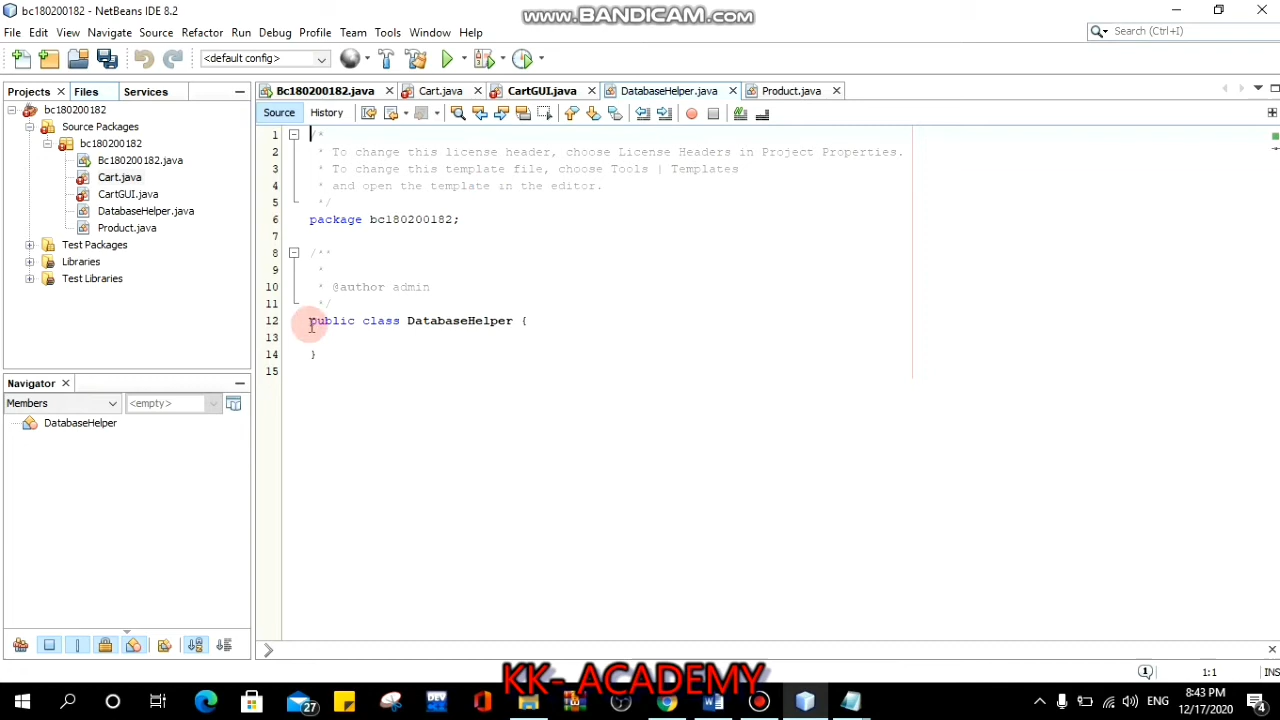 bc180200182 - NetBeans IDE 8.2
www.BANDICAM.com
File Edit View Navigate Source Refactor Run Debug Profile Team Tools Window Help
Search (Ctrl+I)
<default config>
Projects Files Services
Bc180200182.java Cart.java CartGUI.java DatabaseHelper.java Product.java
bc180200182
Source Packages
bc180200182
Bc180200182.java
Cart.java
CartGUI.java
DatabaseHelper.java
Product.java
Test Packages
Libraries
Test Libraries
Source History
1 /*
2 * To change this license header, choose License Headers in Project Properties.
3 * To change this template file, choose Tools | Templates
4 * and open the template in the editor.
5 */
6 package bc180200182;
7
8 /**
9 *
10 * @author admin
11 */
12 public class DatabaseHelper {
13
14 }
15
Navigator
Members <empty>
DatabaseHelper
1:1 INS
KK- ACADEMY
27
DEV
ENG
8:43 PM
12/17/2020
4